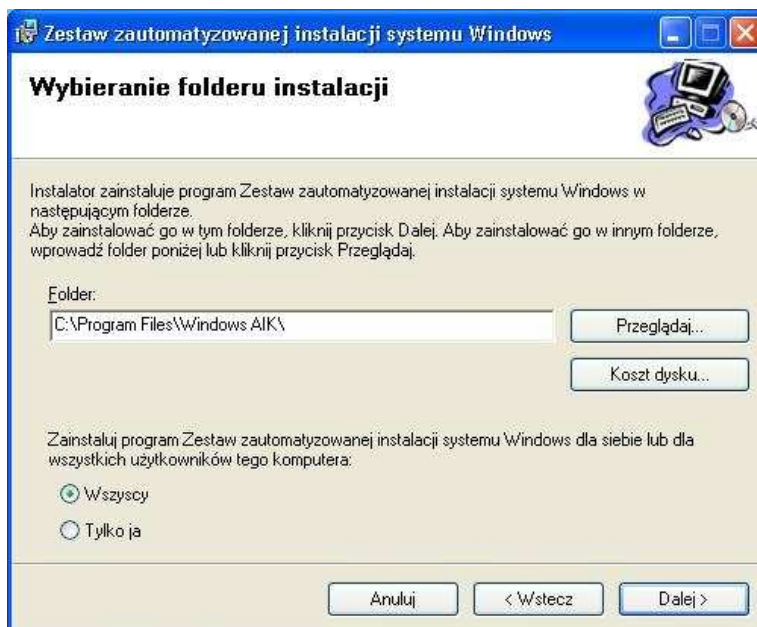 Zestaw zautomatyzowanej instalacji systemu Windows
Wybieranie folderu instalacji
Instalator zainstaluje program Zestaw zautomatyzowanej instalacji systemu Windows w
następującym folderze.
Aby zainstalować go w tym folderze, kliknij przycisk Dalej. Aby zainstalować go w innym folderze,
wprowadź folder poniżej lub kliknij przycisk Przeglądaj.
Folder:
C:\Program Files\Windows AIK\
Przeglądaj...
Koszt dysku...
Zainstaluj program Zestaw zautomatyzowanej instalacji systemu Windows dla siebie lub dla
wszystkich użytkowników tego komputera:
Wszyscy
Tylko ja
Anuluj
< Wstecz
Dalej >